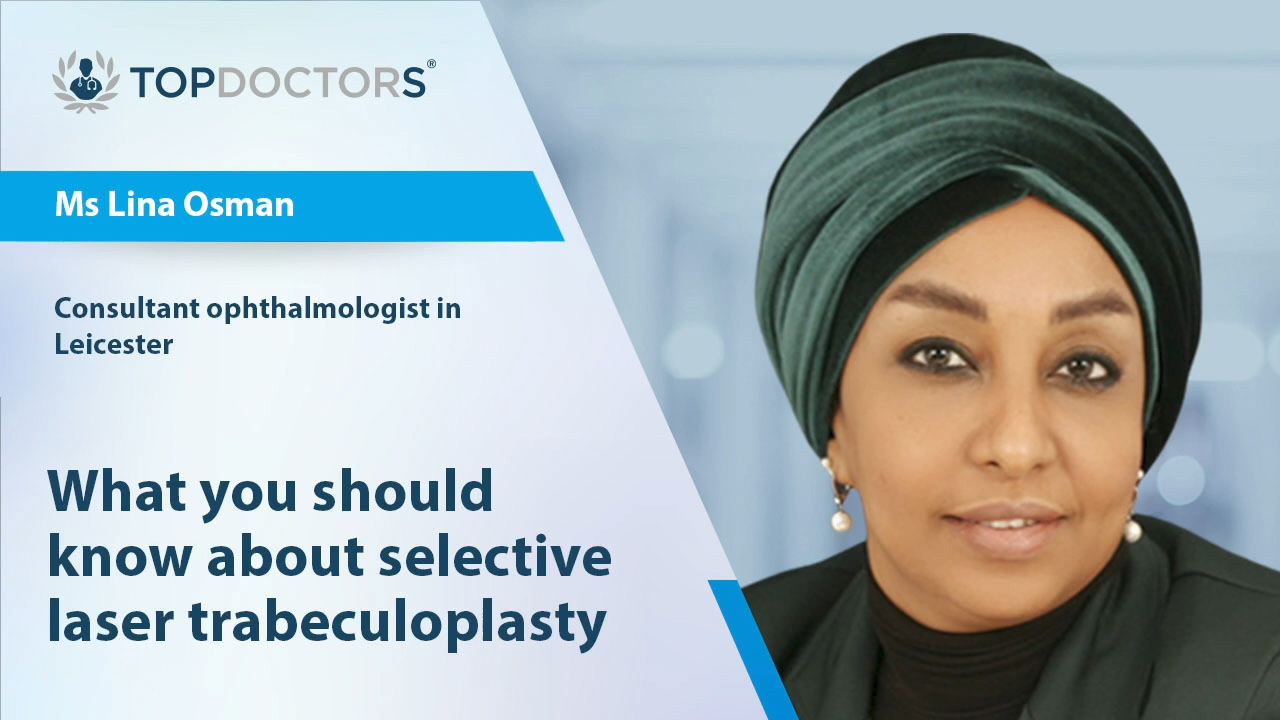 TOPDOCTORS®
Ms Lina Osman
Consultant ophthalmologist in
Leicester
What you should
know about selective
laser trabeculoplasty